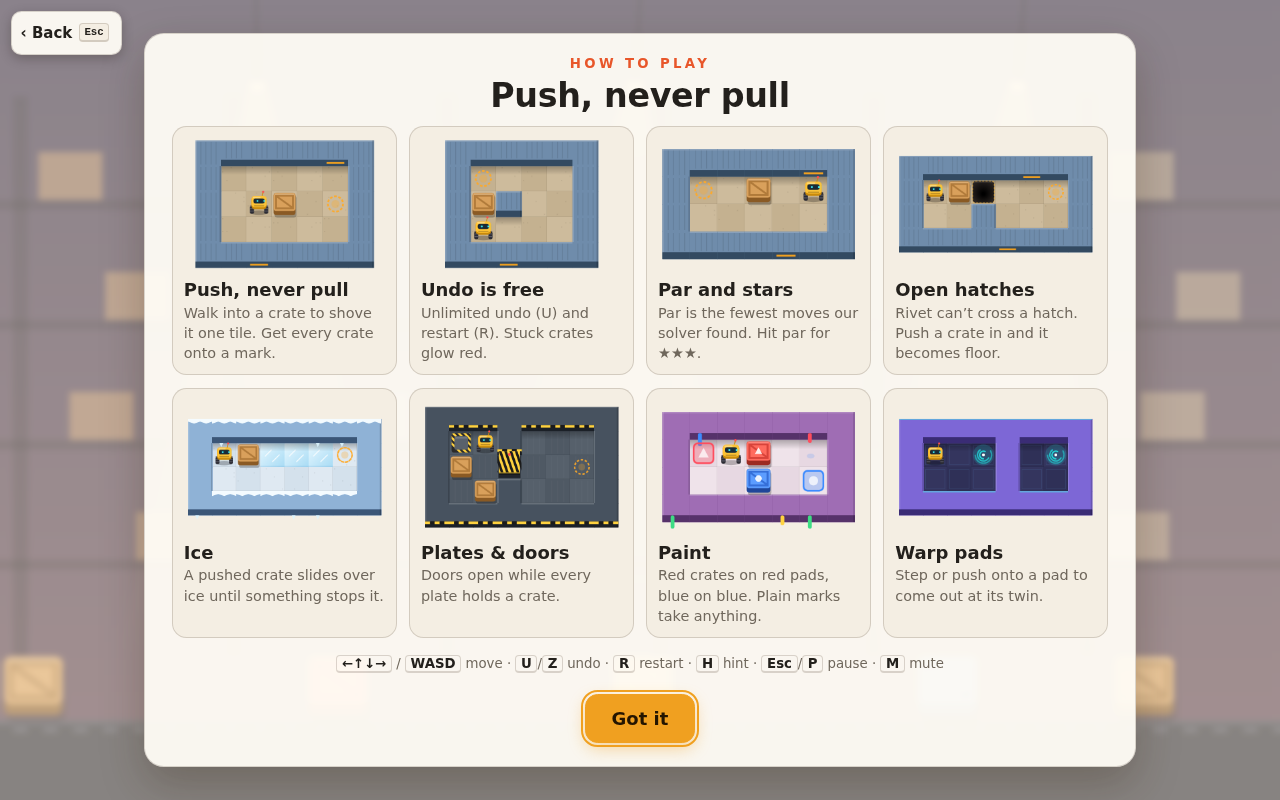 ‹ Back Esc
HOW TO PLAY
Push, never pull
Push, never pull
Walk into a crate to shove
it one tile. Get every crate
onto a mark.
Undo is free
Unlimited undo (U) and
restart (R). Stuck crates
glow red.
Par and stars
Par is the fewest moves our
solver found. Hit par for
★★★.
Open hatches
Rivet can’t cross a hatch.
Push a crate in and it
becomes floor.
Ice
A pushed crate slides over
ice until something stops it.
Plates & doors
Doors open while every
plate holds a crate.
Paint
Red crates on red pads,
blue on blue. Plain marks
take anything.
Warp pads
Step or push onto a pad to
come out at its twin.
←↑↓→ / WASD move · U/Z undo · R restart · H hint · Esc/P pause · M mute
Got it